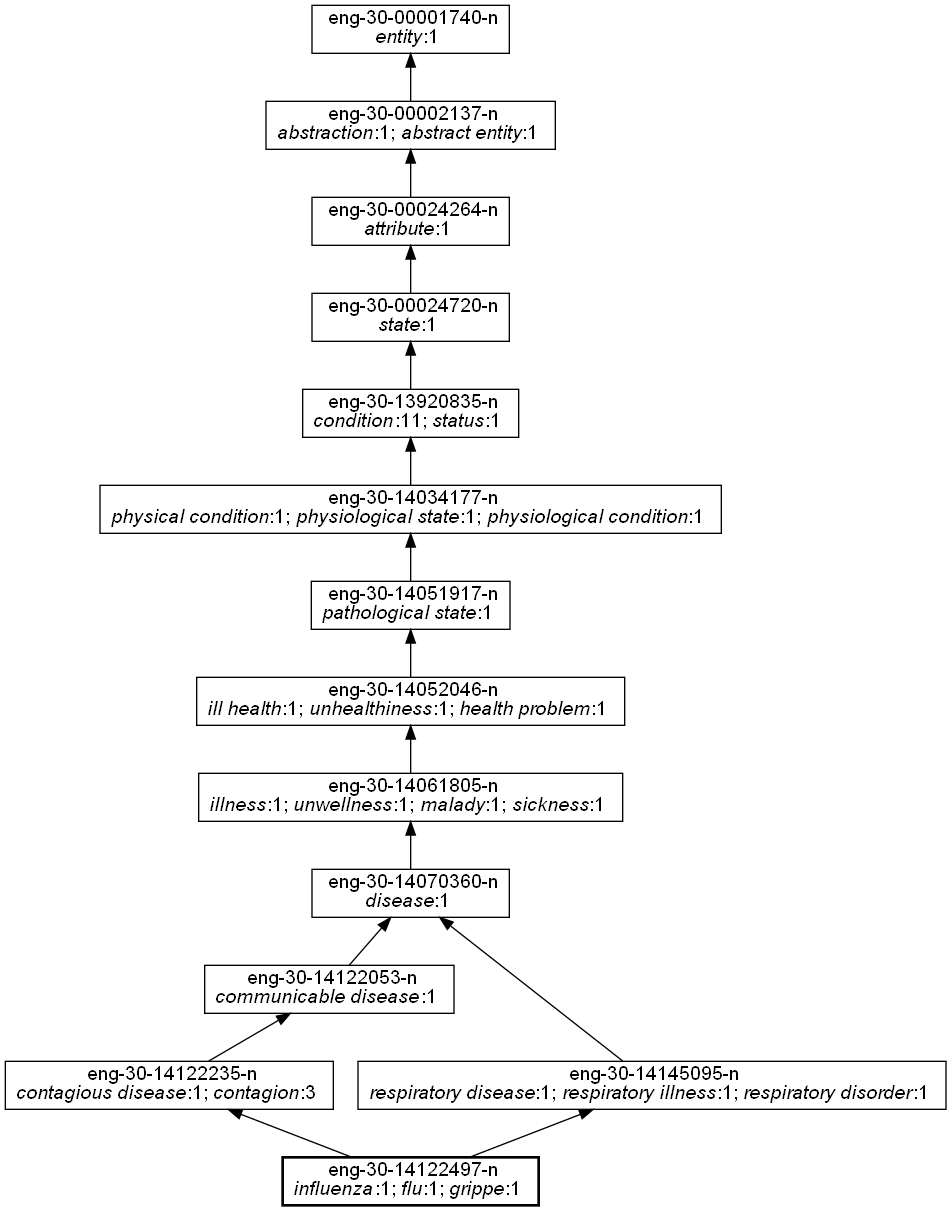 eng-30-00001740-n
entity:1
eng-30-00002137-n
abstraction:1; abstract entity:1
eng-30-00024264-n
attribute:1
eng-30-00024720-n
state:1
eng-30-13920835-n
condition:11; status:1
eng-30-14034177-n
physical condition:1; physiological state:1; physiological condition:1
eng-30-14051917-n
pathological state:1
eng-30-14052046-n
ill health:1; unhealthiness:1; health problem:1
eng-30-14061805-n
illness:1; unwellness:1; malady:1; sickness:1
eng-30-14070360-n
disease:1
eng-30-14122053-n
communicable disease:1
eng-30-14122235-n
contagious disease:1; contagion:3
eng-30-14145095-n
respiratory disease:1; respiratory illness:1; respiratory disorder:1
eng-30-14122497-n
influenza:1; flu:1; grippe:1